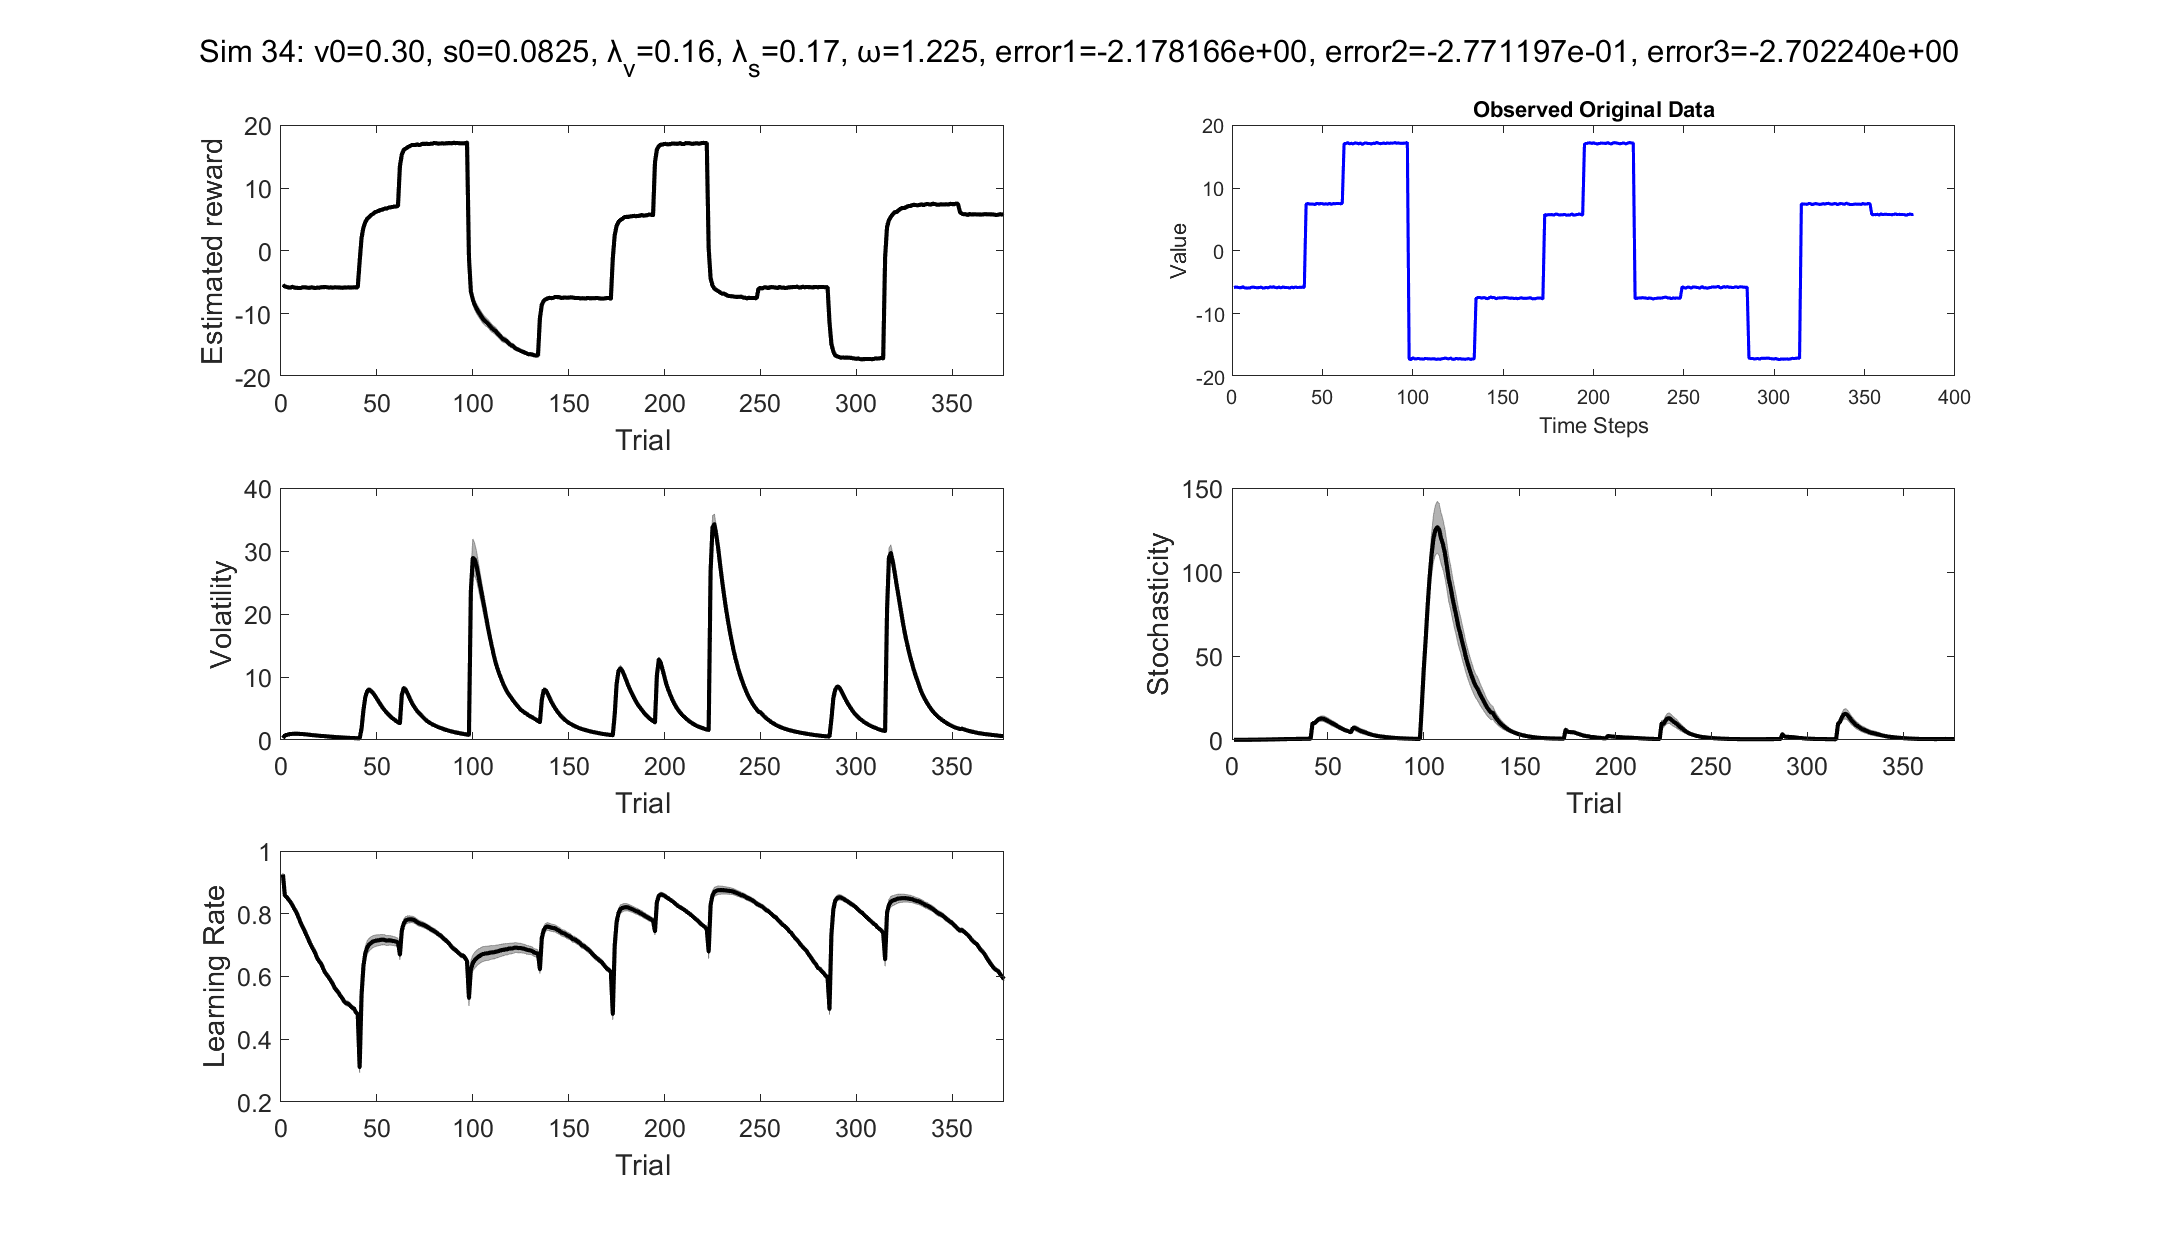 Sim 34: v0=0.30, s0=0.0825, λv=0.16, λs=0.17, ω=1.225, error1=-2.178166e+00, error2=-2.771197e-01, error3=-2.702240e+00
20
10
0
-10
-20
Estimated reward
0 50 100 150 200 250 300 350
Trial
Observed Original Data
20
10
0
-10
-20
Value
0 50 100 150 200 250 300 350 400
Time Steps
40
30
20
10
0
Volatility
0 50 100 150 200 250 300 350
Trial
150
100
50
0
Stochasticity
0 50 100 150 200 250 300 350
Trial
1
0.8
0.6
0.4
0.2
Learning Rate
0 50 100 150 200 250 300 350
Trial